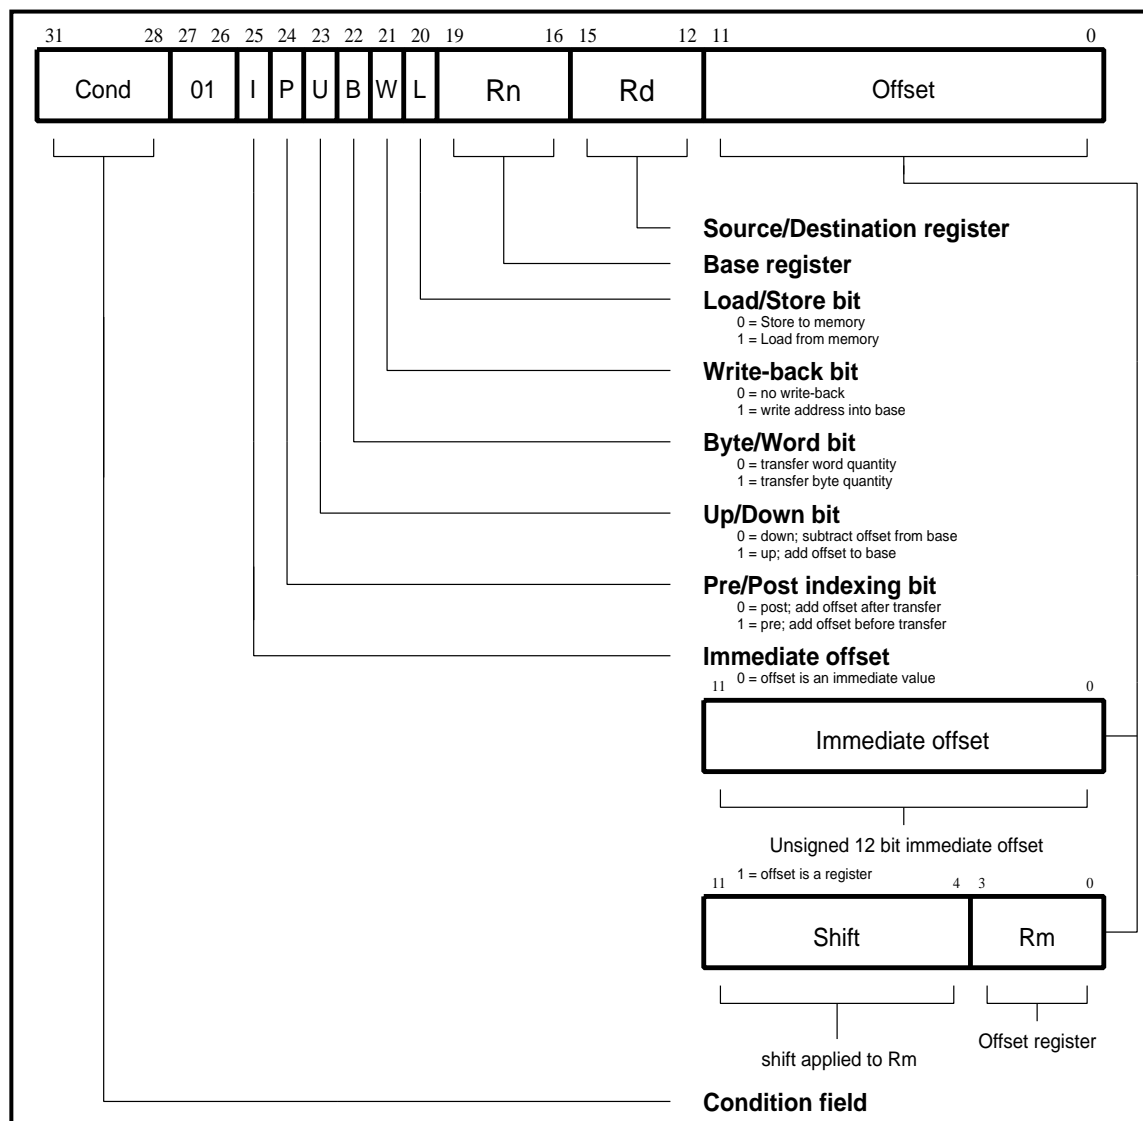 31 28 27 26 25 24 23 22 21 20 19 16 15 12 11 0
Cond 01 I P U B W L Rn Rd Offset
Source/Destination register
Base register
Load/Store bit
0 = Store to memory
1 = Load from memory
Write-back bit
0 = no write-back
1 = write address into base
Byte/Word bit
0 = transfer word quantity
1 = transfer byte quantity
Up/Down bit
0 = down; subtract offset from base
1 = up; add offset to base
Pre/Post indexing bit
0 = post; add offset after transfer
1 = pre; add offset before transfer
Immediate offset
0 = offset is an immediate value
11 0
Immediate offset
Unsigned 12 bit immediate offset
1 = offset is a register
11 4 3 0
Shift Rm
Offset register
shift applied to Rm
Condition field